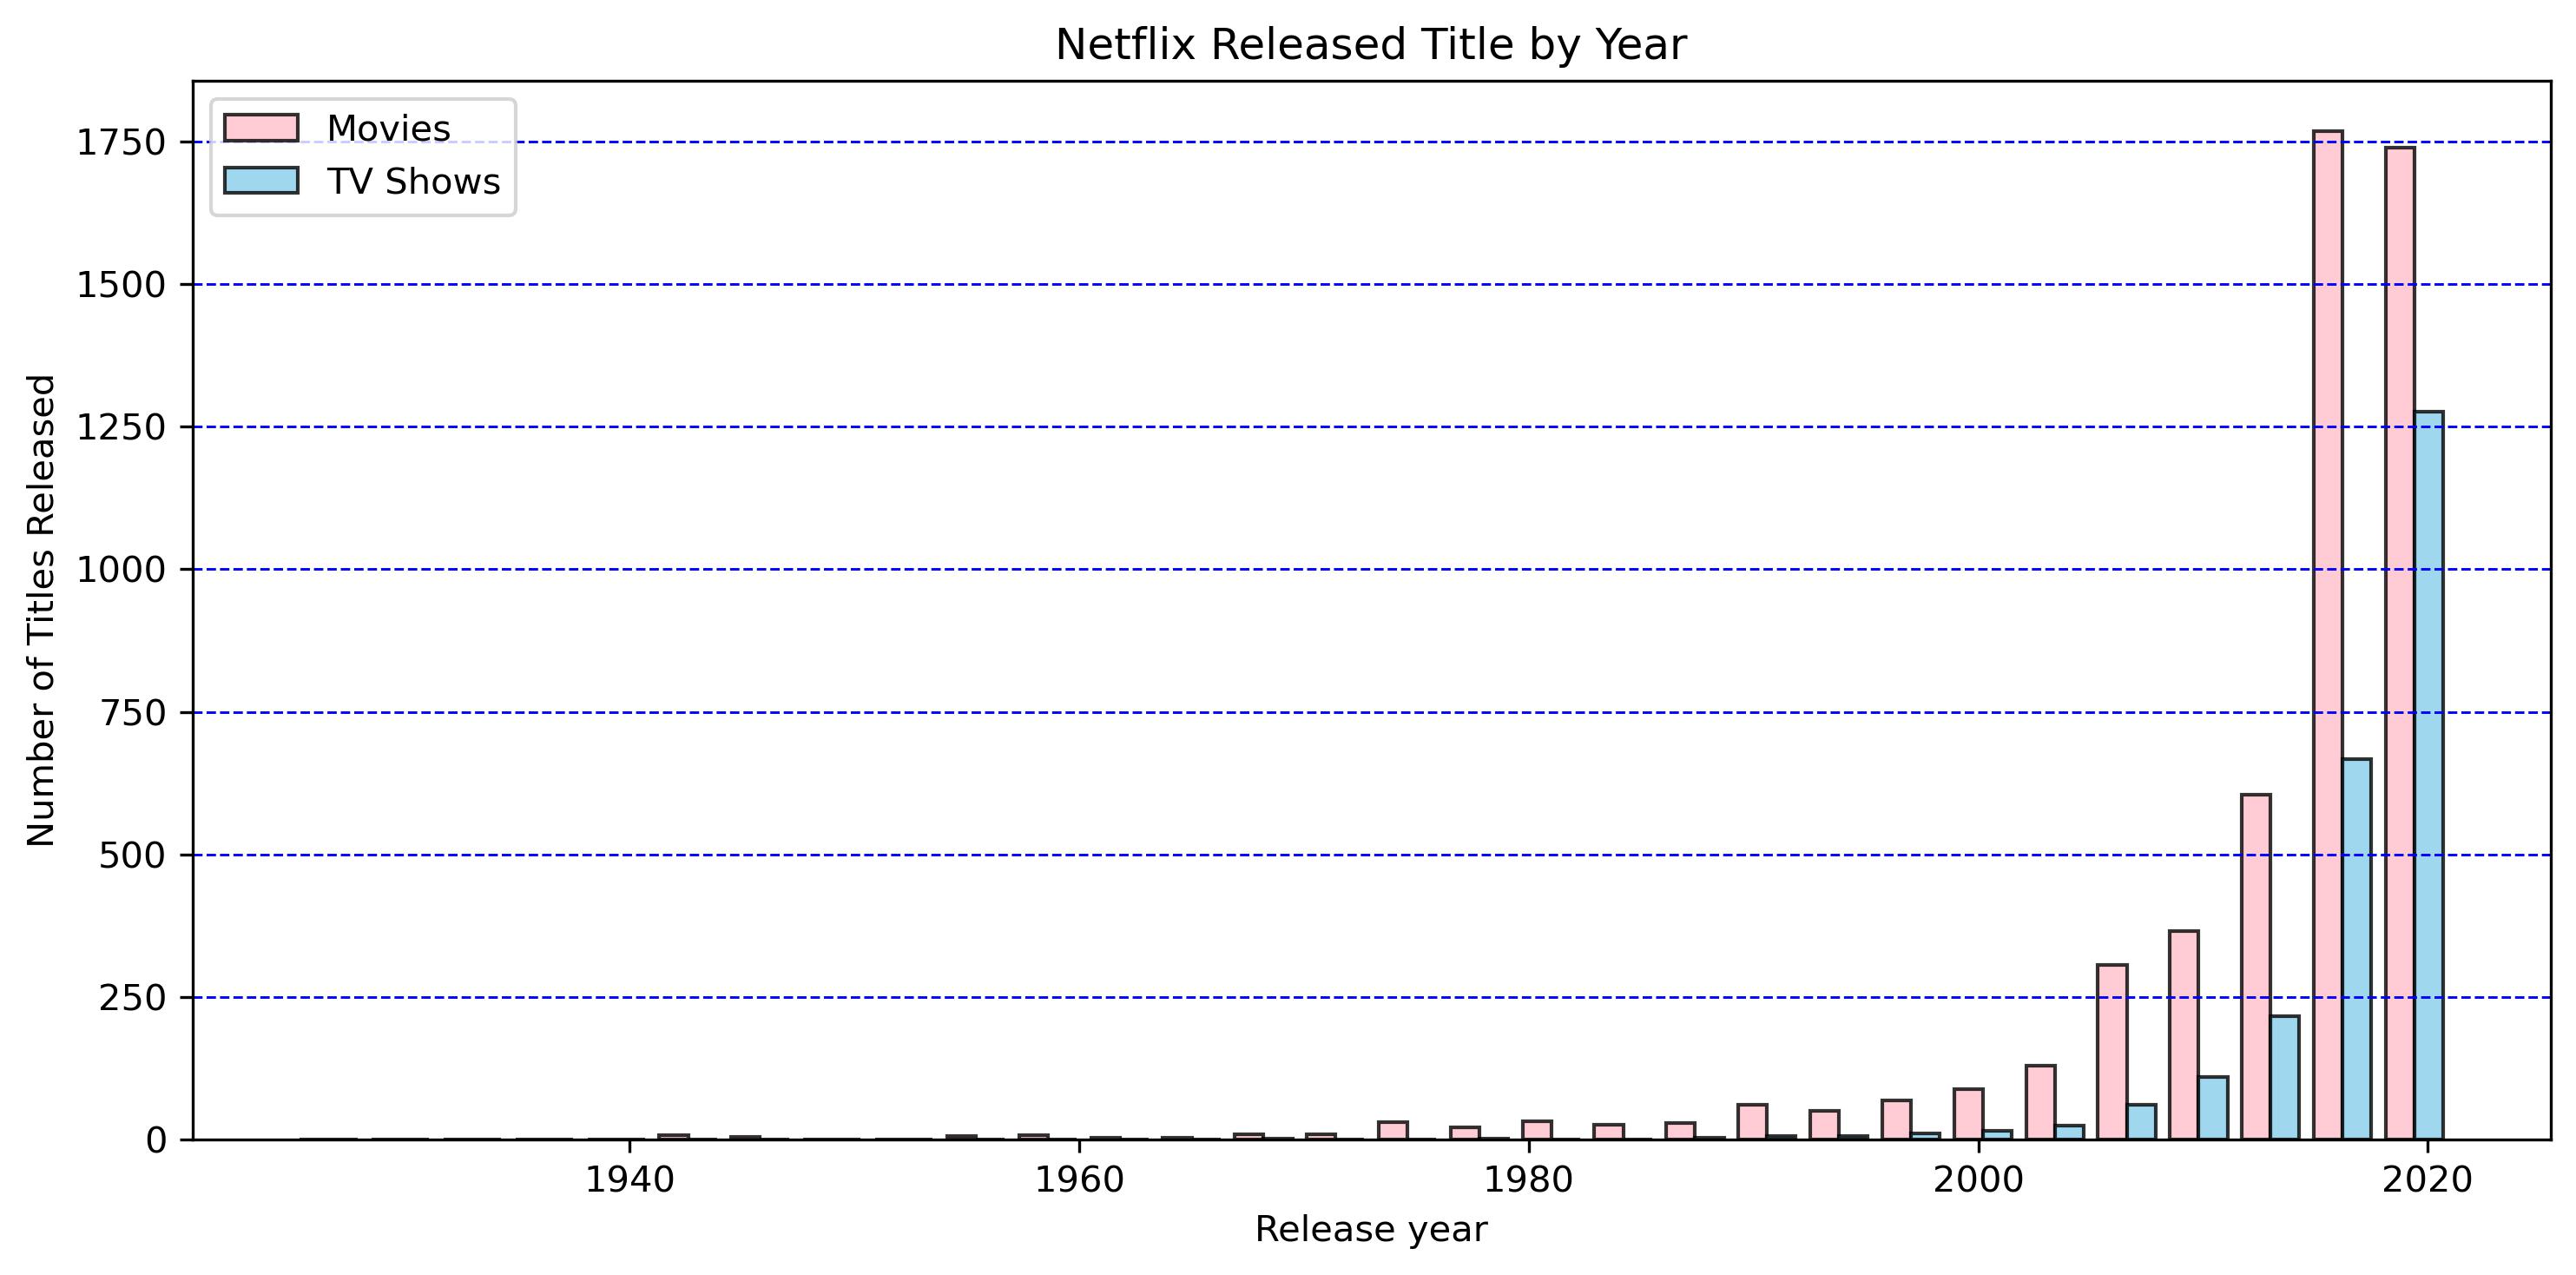 Netflix Released Title by Year
Movies
TV Shows
1750
1500
1250
1000
750
500
250
0
Number of Titles Released
1940
1960
1980
2000
2020
Release year